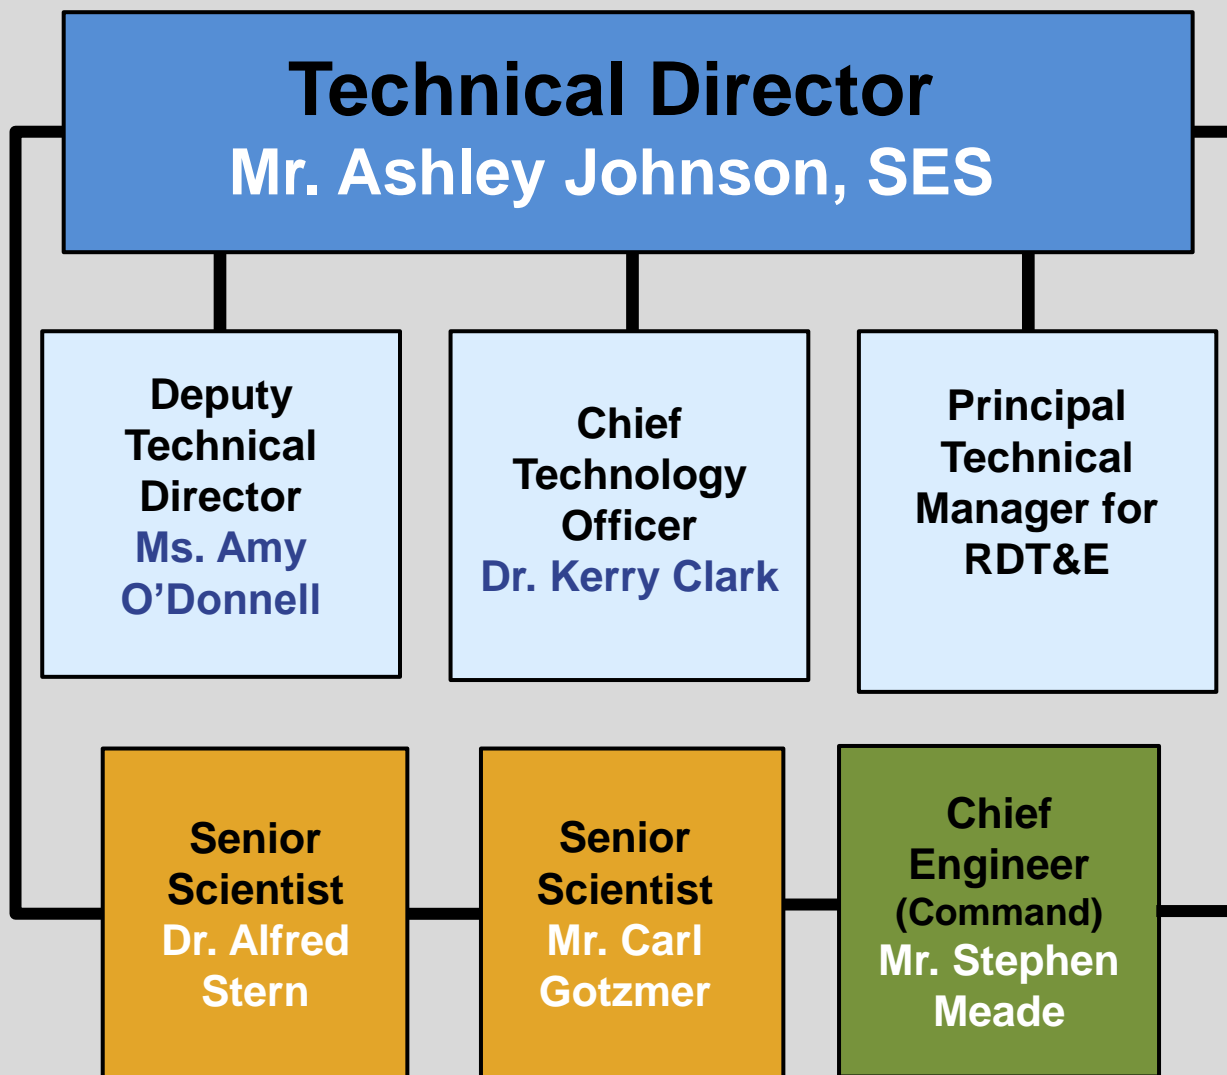 Technical Director
Mr. Ashley Johnson, SES
Deputy
Technical
Director
Ms. Amy
O’Donnell
Chief
Technology
Officer
Dr. Kerry Clark
Principal
Technical
Manager for
RDT&E
Senior
Scientist
Dr. Alfred
Stern
Senior
Scientist
Mr. Carl
Gotzmer
Chief
Engineer
(Command)
Mr. Stephen
Meade